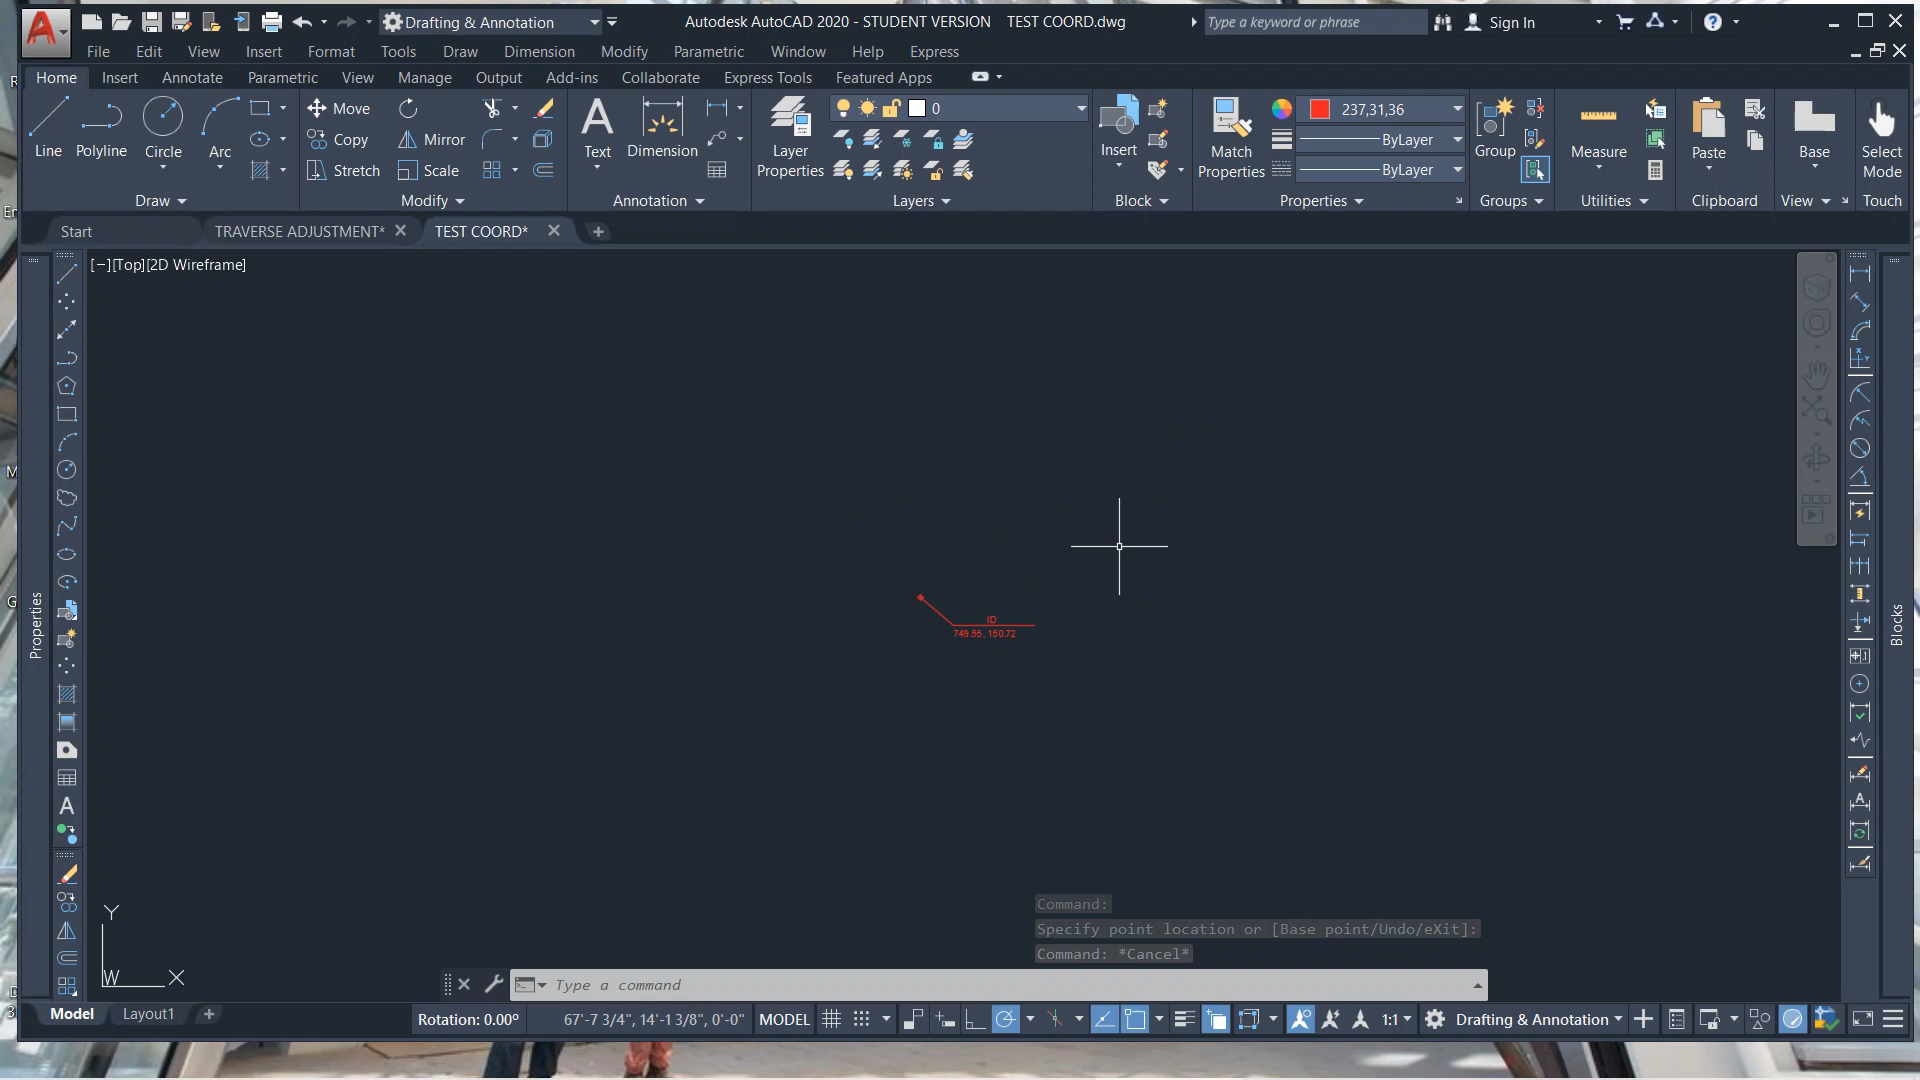 Drafting & Annotation
Autodesk AutoCAD 2020 - STUDENT VERSION TEST COORD.dwg
Type a keyword or phrase
Sign In
File Edit View Insert Format Tools Draw Dimension Modify Parametric Window Help Express
Home Insert Annotate Parametric View Manage Output Add-ins Collaborate Express Tools Featured Apps
Line Polyline Circle Arc
Move Copy Stretch
Mirror Scale
Text Dimension
Layer Properties
0
Insert
Match Properties
237,31,36
ByLayer
ByLayer
Group
Measure
Paste
Base
Select Mode
Draw Modify Annotation Layers Block Properties Groups Utilities Clipboard View Touch
Start TRAVERSE ADJUSTMENT* TEST COORD*
[−][Top][2D Wireframe]
Properties
Blocks
ID
749.55, 150.72
Y
W X
Command:
Specify point location or [Base point/Undo/eXit]:
Command: *Cancel*
Type a command
Model Layout1
Rotation: 0.00º 67'-7 3/4", 14'-1 3/8", 0'-0" MODEL 1:1 Drafting & Annotation